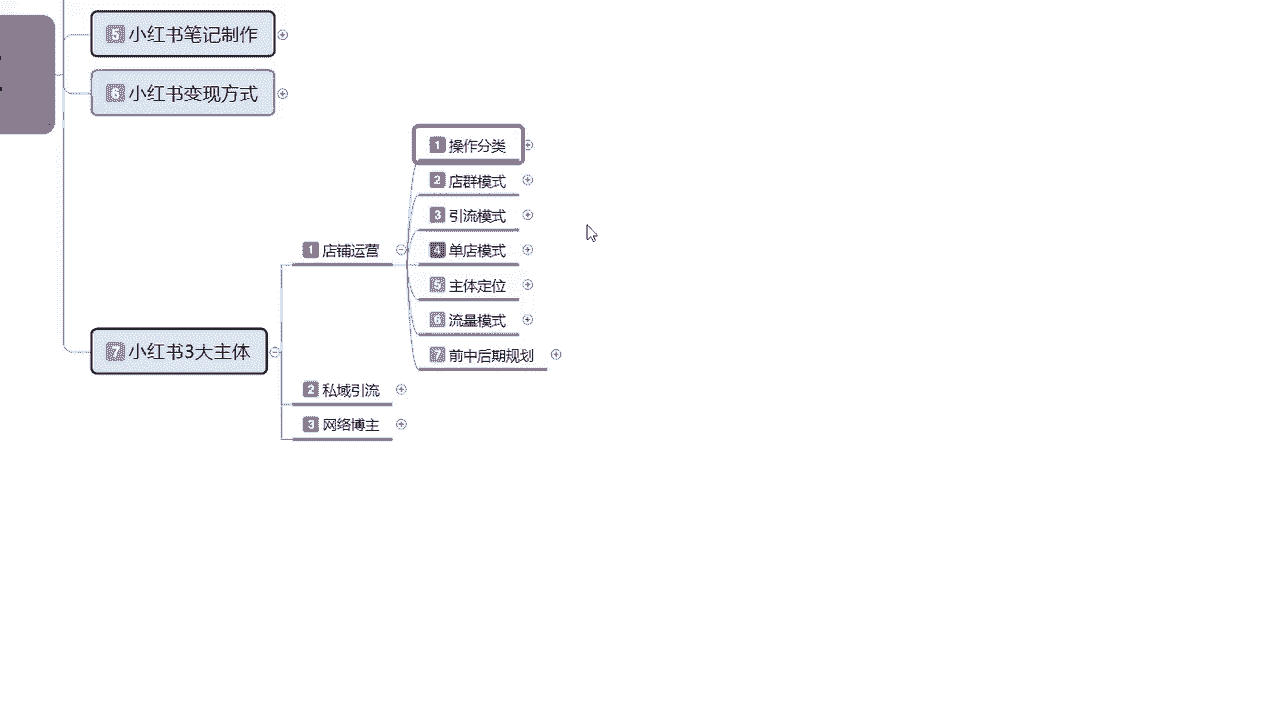 5 小红书笔记制作
6 小红书变现方式
1 操作分类
2 店群模式
3 引流模式
1 店铺运营
4 单店模式
5 主体定位
6 流量模式
7 小红书3大主体
7 前中后期规划
2 私域引流
3 网络博主